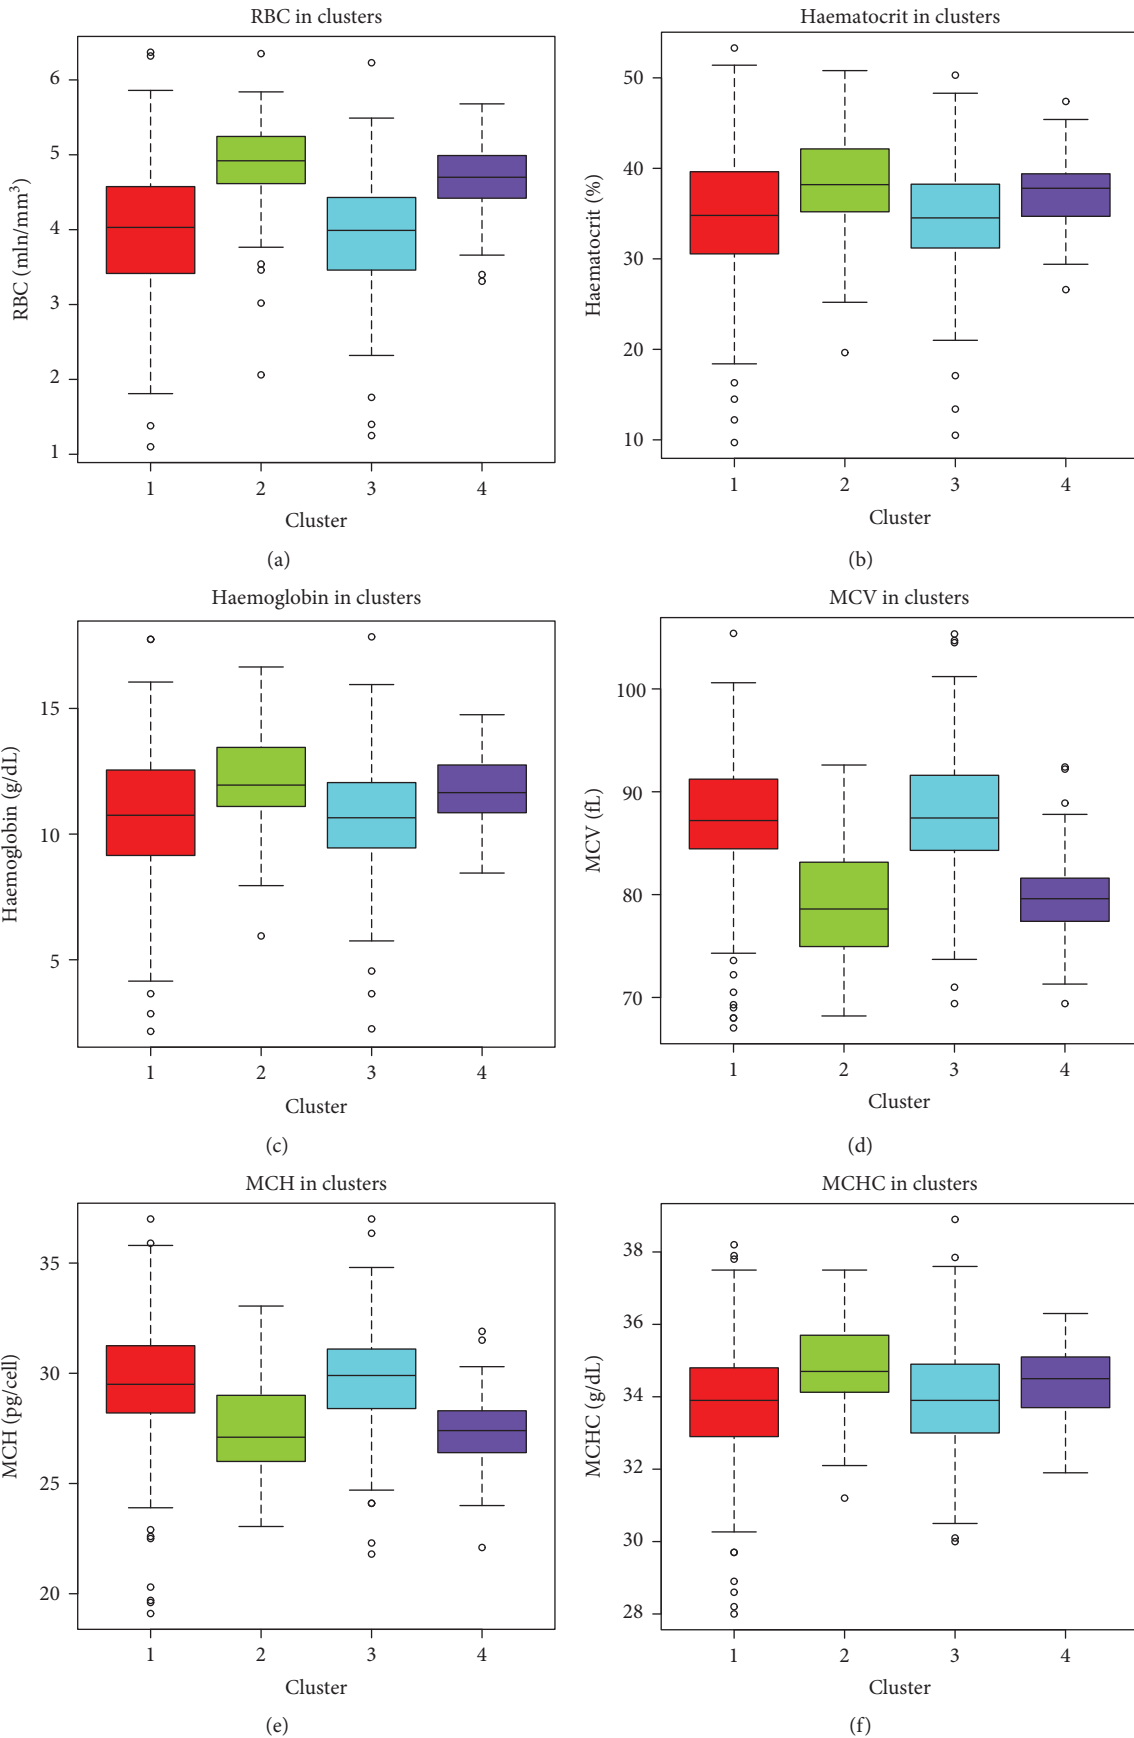 RBC in clusters
RBC (mln/mm³)
6
5
4
3
2
1
1 2 3 4
Cluster
(a)
Haematocrit in clusters
Haematocrit (%)
50
40
30
20
10
1 2 3 4
Cluster
(b)
Haemoglobin in clusters
Haemoglobin (g/dL)
15
10
5
1 2 3 4
Cluster
(c)
MCV in clusters
MCV (fL)
100
90
80
70
1 2 3 4
Cluster
(d)
MCH in clusters
MCH (pg/cell)
35
30
25
20
1 2 3 4
Cluster
(e)
MCHC in clusters
MCHC (g/dL)
38
36
34
32
30
28
1 2 3 4
Cluster
(f)